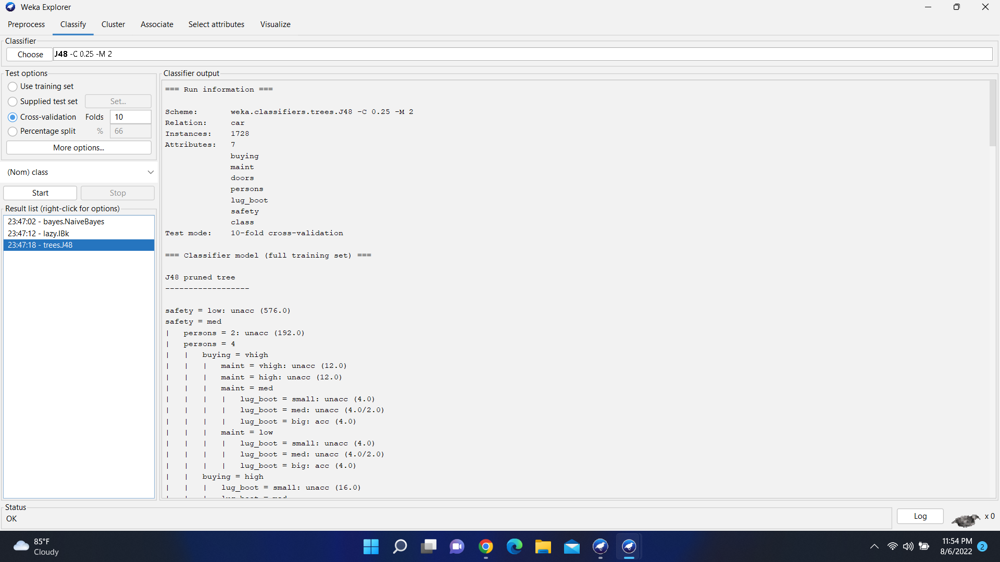 Weka Explorer
Preprocess Classify Cluster Associate Select attributes Visualize
Classifier
Choose J48 -C 0.25 -M 2
Test options
Use training set
Supplied test set Set...
Cross-validation Folds 10
Percentage split % 66
More options...
(Nom) class
Start Stop
Result list (right-click for options)
23:47:02 - bayes.NaiveBayes
23:47:12 - lazy.IBk
23:47:18 - trees.J48
Classifier output
=== Run information ===
Scheme: weka.classifiers.trees.J48 -C 0.25 -M 2
Relation: car
Instances: 1728
Attributes: 7
buying
maint
doors
persons
lug_boot
safety
class
Test mode: 10-fold cross-validation
=== Classifier model (full training set) ===
J48 pruned tree
------------------
safety = low: unacc (576.0)
safety = med
|   persons = 2: unacc (192.0)
|   persons = 4
|   |   buying = vhigh
|   |   |   maint = vhigh: unacc (12.0)
|   |   |   maint = high: unacc (12.0)
|   |   |   maint = med
|   |   |   |   lug_boot = small: unacc (4.0)
|   |   |   |   lug_boot = med: unacc (4.0/2.0)
|   |   |   |   lug_boot = big: acc (4.0)
|   |   |   maint = low
|   |   |   |   lug_boot = small: unacc (4.0)
|   |   |   |   lug_boot = med: unacc (4.0/2.0)
|   |   |   |   lug_boot = big: acc (4.0)
|   |   buying = high
|   |   |   lug_boot = small: unacc (16.0)
|   |   |   lug_boot = med
Status
OK
Log x 0
85°F
Cloudy
11:54 PM
8/6/2022
2